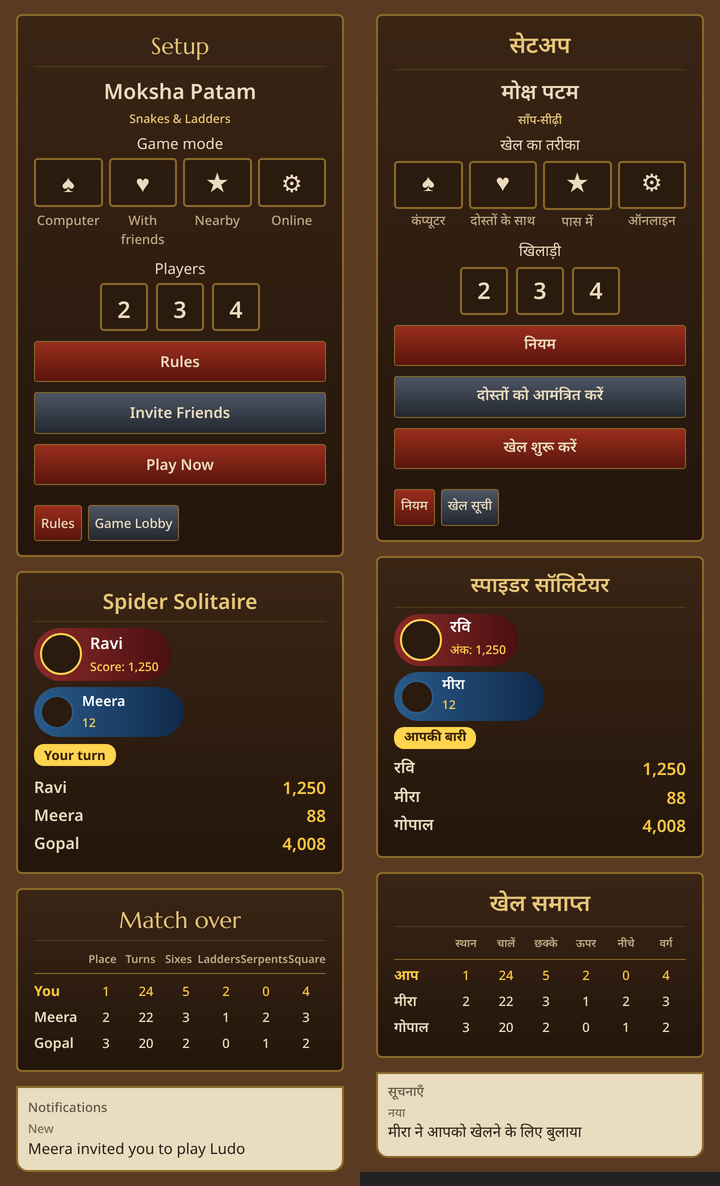 Setup
Moksha Patam
Snakes & Ladders
Game mode
♠ ♥ ★ ⚙
Computer With friends Nearby Online
Players
2 3 4
Rules
Invite Friends
Play Now
Rules Game Lobby
Spider Solitaire
Ravi
Score: 1,250
Meera
12
Your turn
Ravi 1,250
Meera 88
Gopal 4,008
Match over
Place Turns Sixes Ladders Serpents Square
You 1 24 5 2 0 4
Meera 2 22 3 1 2 3
Gopal 3 20 2 0 1 2
Notifications
New
Meera invited you to play Ludo
सेटअप
मोक्ष पटम
साँप-सीढ़ी
खेल का तरीका
♠ ♥ ★ ⚙
कंप्यूटर दोस्तों के साथ पास में ऑनलाइन
खिलाड़ी
2 3 4
नियम
दोस्तों को आमंत्रित करें
खेल शुरू करें
नियम खेल सूची
स्पाइडर सॉलिटेयर
रवि
अंक: 1,250
मीरा
12
आपकी बारी
रवि 1,250
मीरा 88
गोपाल 4,008
खेल समाप्त
स्थान चालें छक्के ऊपर नीचे वर्ग
आप 1 24 5 2 0 4
मीरा 2 22 3 1 2 3
गोपाल 3 20 2 0 1 2
सूचनाएँ
नया
मीरा ने आपको खेलने के लिए बुलाया